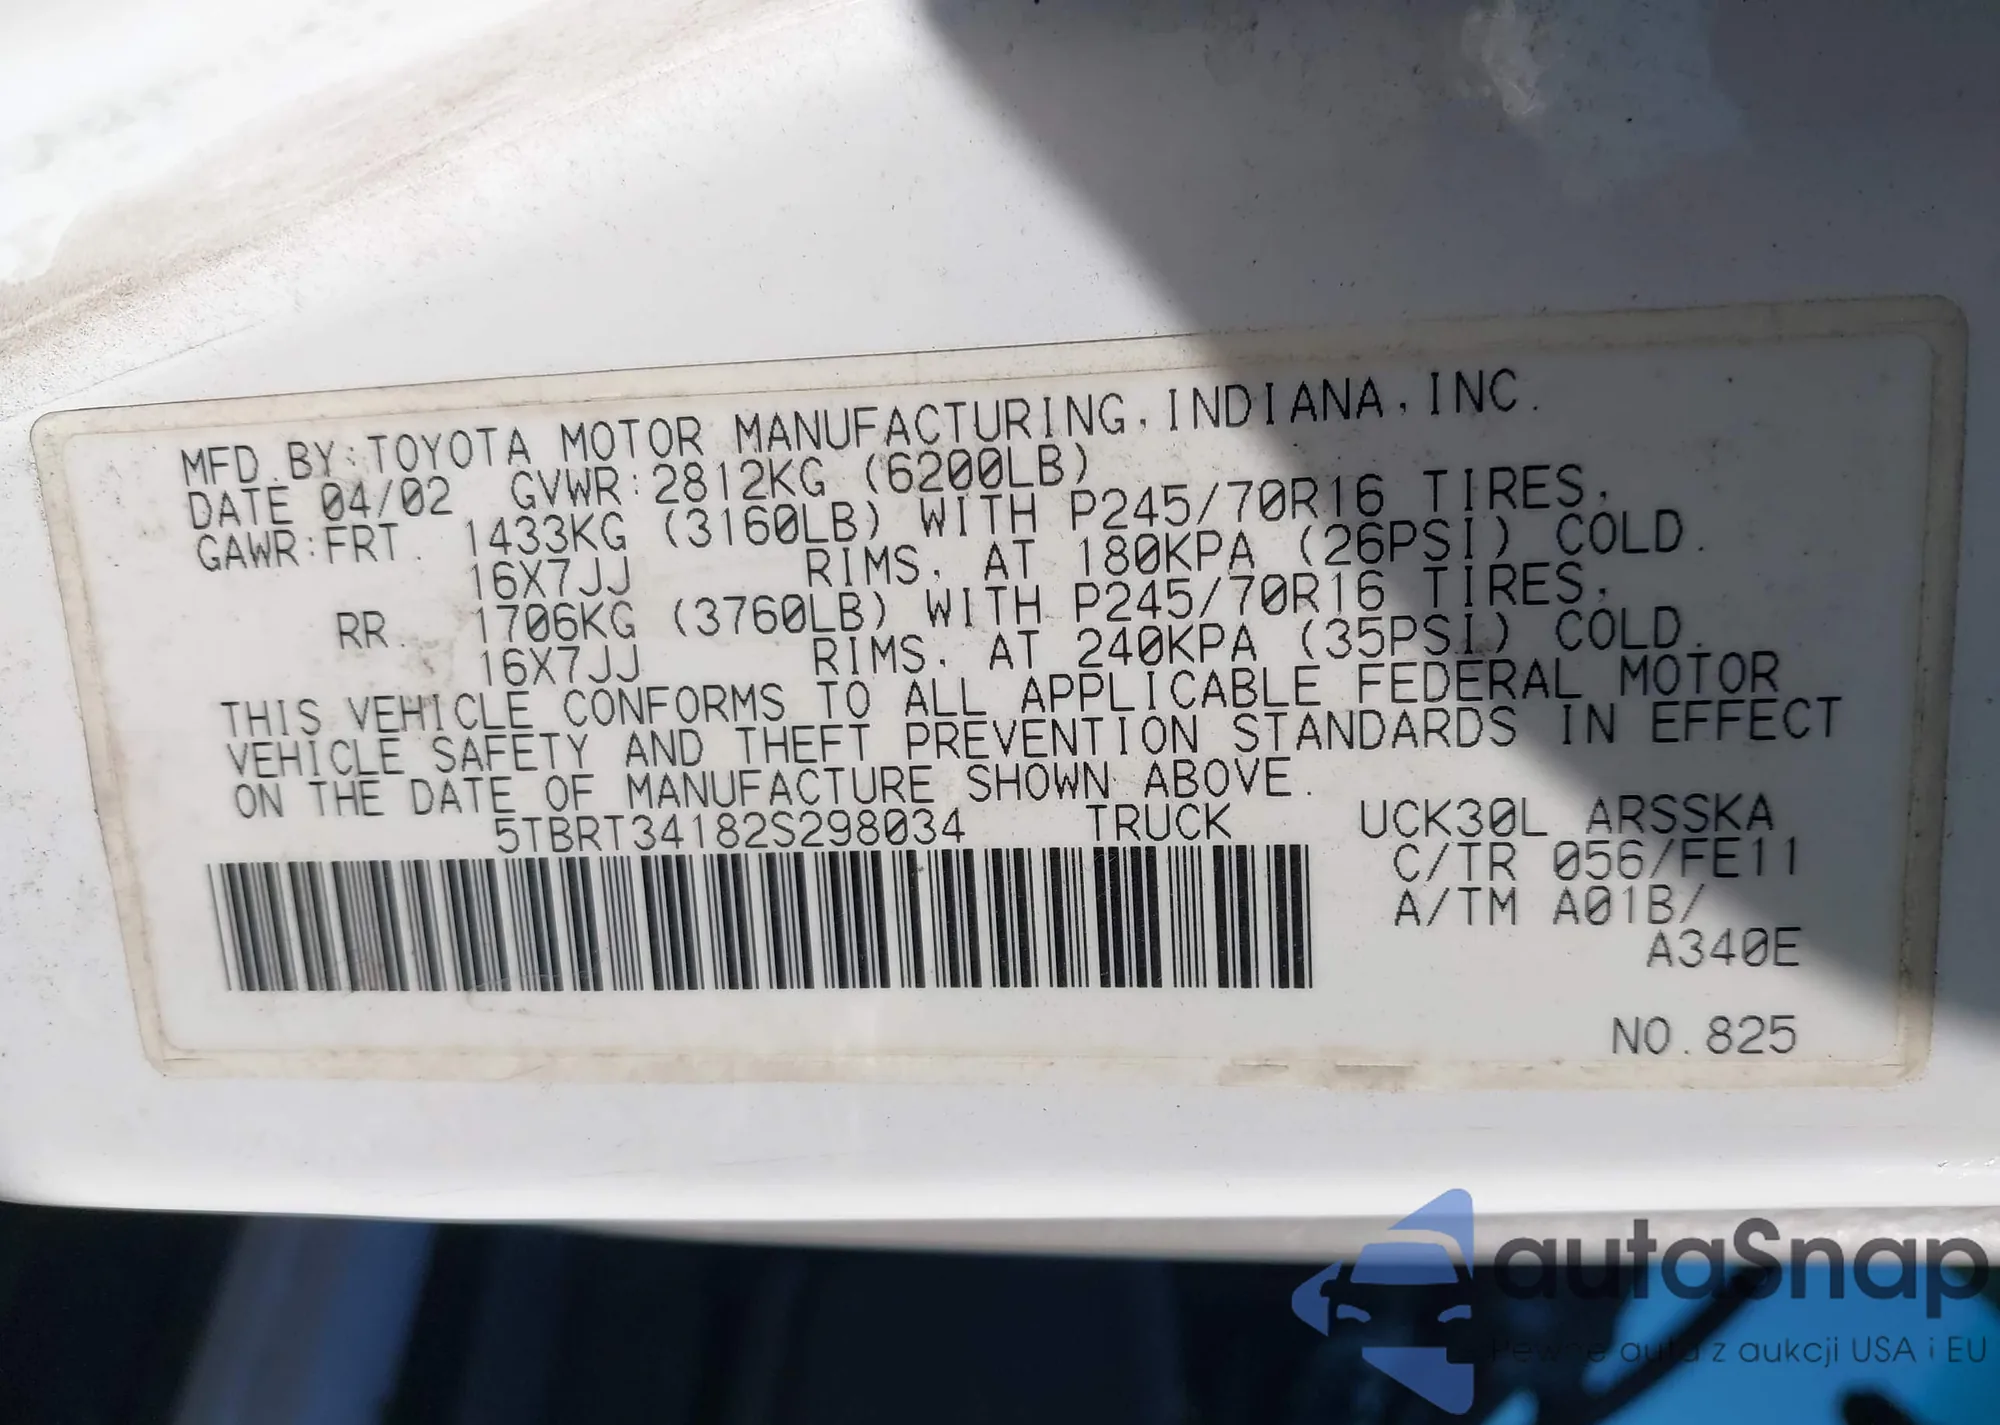 MFD.BY:TOYOTA MOTOR MANUFACTURING,INDIANA,INC.
DATE 04/02 GVWR:2812KG (6200LB)
GAWR:FRT. 1433KG (3160LB) WITH P245/70R16 TIRES,
16X7JJ RIMS, AT 180KPA (26PSI) COLD.
RR. 1706KG (3760LB) WITH P245/70R16 TIRES,
16X7JJ RIMS, AT 240KPA (35PSI) COLD.
THIS VEHICLE CONFORMS TO ALL APPLICABLE FEDERAL MOTOR
VEHICLE SAFETY AND THEFT PREVENTION STANDARDS IN EFFECT
ON THE DATE OF MANUFACTURE SHOWN ABOVE.
5TBRT34182S298034 TRUCK UCK30L ARSSKA
C/TR 056/FE11
A/TM A01B/
A340E
NO.825
autaSnap
Pewne auta z aukcji USA i EU